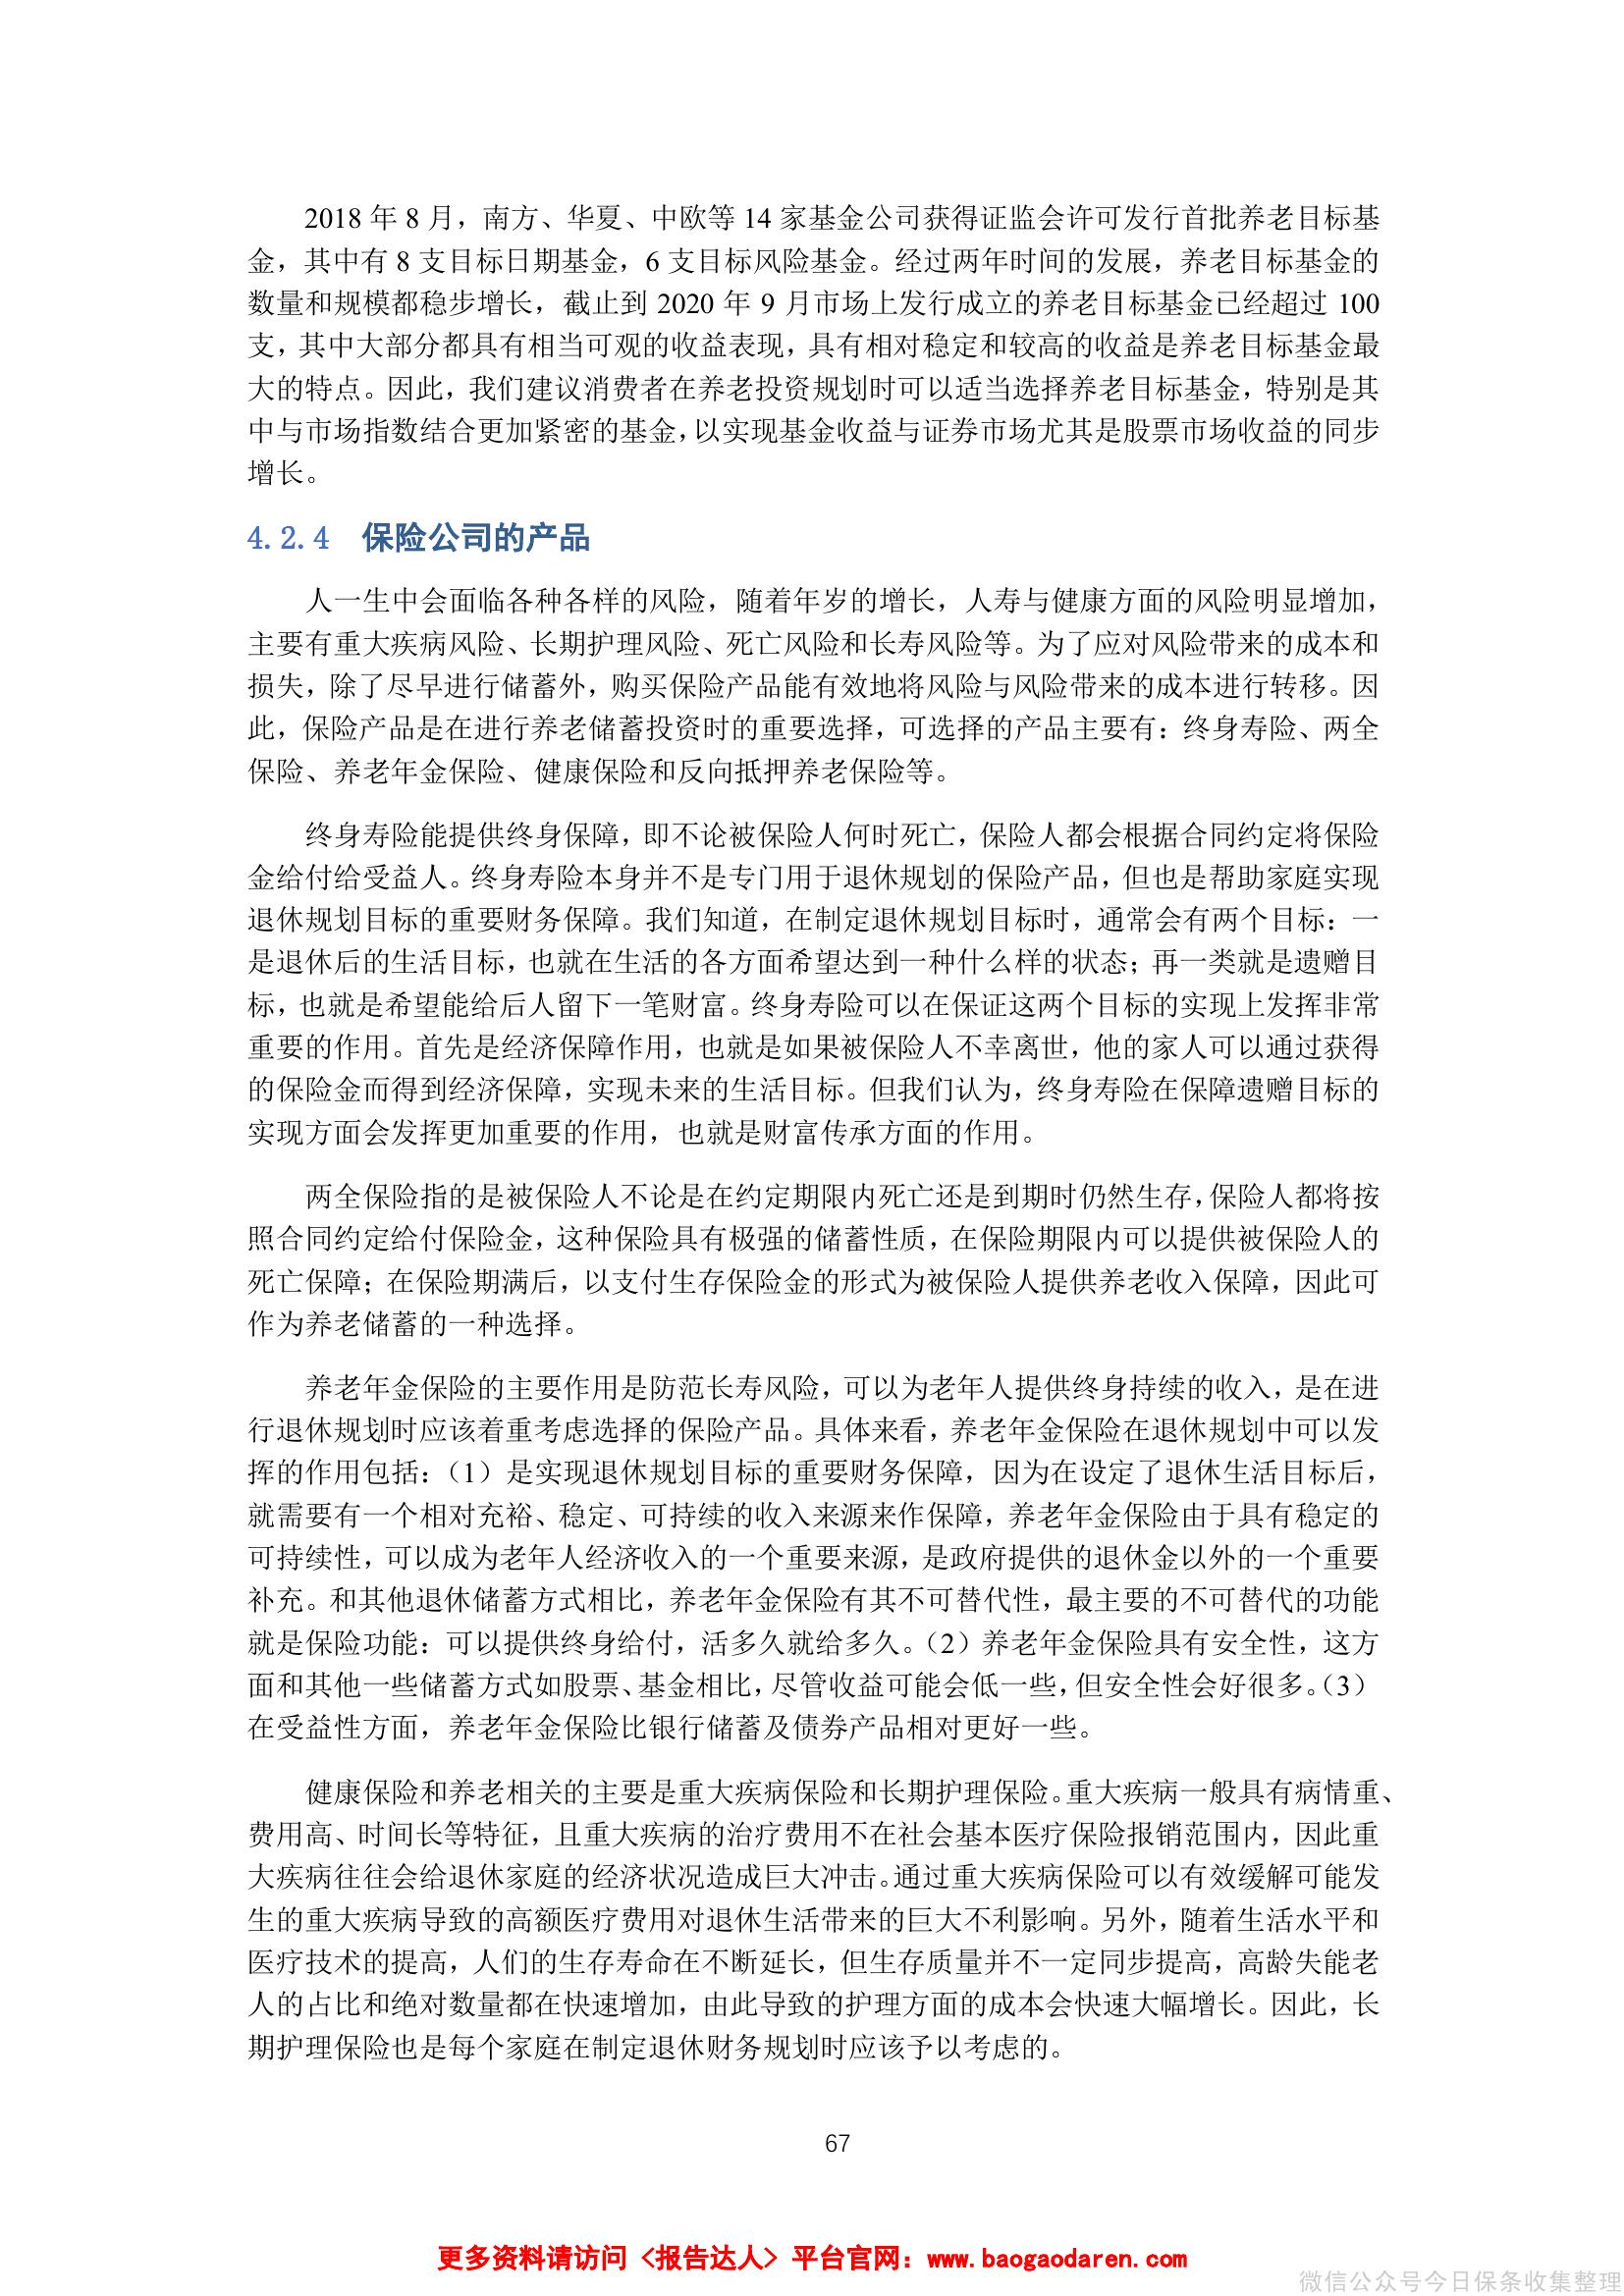 2018 年 8 月，南方、华夏、中欧等 14 家基金公司获得证监会许可发行首批养老目标基
金，其中有 8 支目标日期基金，6 支目标风险基金。经过两年时间的发展，养老目标基金的
数量和规模都稳步增长，截止到 2020 年 9 月市场上发行成立的养老目标基金已经超过 100
支，其中大部分都具有相当可观的收益表现，具有相对稳定和较高的收益是养老目标基金最
大的特点。因此，我们建议消费者在养老投资规划时可以适当选择养老目标基金，特别是其
中与市场指数结合更加紧密的基金，以实现基金收益与证券市场尤其是股票市场收益的同步
增长。
4.2.4 保险公司的产品
人一生中会面临各种各样的风险，随着年岁的增长，人寿与健康方面的风险明显增加，
主要有重大疾病风险、长期护理风险、死亡风险和长寿风险等。为了应对风险带来的成本和
损失，除了尽早进行储蓄外，购买保险产品能有效地将风险与风险带来的成本进行转移。因
此，保险产品是在进行养老储蓄投资时的重要选择，可选择的产品主要有：终身寿险、两全
保险、养老年金保险、健康保险和反向抵押养老保险等。
终身寿险能提供终身保障，即不论被保险人何时死亡，保险人都会根据合同约定将保险
金给付给受益人。终身寿险本身并不是专门用于退休规划的保险产品，但也是帮助家庭实现
退休规划目标的重要财务保障。我们知道，在制定退休规划目标时，通常会有两个目标：一
是退休后的生活目标，也就在生活的各方面希望达到一种什么样的状态；再一类就是遗赠目
标，也就是希望能给后人留下一笔财富。终身寿险可以在保证这两个目标的实现上发挥非常
重要的作用。首先是经济保障作用，也就是如果被保险人不幸离世，他的家人可以通过获得
的保险金而得到经济保障，实现未来的生活目标。但我们认为，终身寿险在保障遗赠目标的
实现方面会发挥更加重要的作用，也就是财富传承方面的作用。
两全保险指的是被保险人不论是在约定期限内死亡还是到期时仍然生存，保险人都将按
照合同约定给付保险金，这种保险具有极强的储蓄性质，在保险期限内可以提供被保险人的
死亡保障；在保险期满后，以支付生存保险金的形式为被保险人提供养老收入保障，因此可
作为养老储蓄的一种选择。
养老年金保险的主要作用是防范长寿风险，可以为老年人提供终身持续的收入，是在进
行退休规划时应该着重考虑选择的保险产品。具体来看，养老年金保险在退休规划中可以发
挥的作用包括：（1）是实现退休规划目标的重要财务保障，因为在设定了退休生活目标后，
就需要有一个相对充裕、稳定、可持续的收入来源来作保障，养老年金保险由于具有稳定的
可持续性，可以成为老年人经济收入的一个重要来源，是政府提供的退休金以外的一个重要
补充。和其他退休储蓄方式相比，养老年金保险有其不可替代性，最主要的不可替代的功能
就是保险功能：可以提供终身给付，活多久就给多久。（2）养老年金保险具有安全性，这方
面和其他一些储蓄方式如股票、基金相比，尽管收益可能会低一些，但安全性会好很多。（3）
在受益性方面，养老年金保险比银行储蓄及债券产品相对更好一些。
健康保险和养老相关的主要是重大疾病保险和长期护理保险。重大疾病一般具有病情重、
费用高、时间长等特征，且重大疾病的治疗费用不在社会基本医疗保险报销范围内，因此重
大疾病往往会给退休家庭的经济状况造成巨大冲击。通过重大疾病保险可以有效缓解可能发
生的重大疾病导致的高额医疗费用对退休生活带来的巨大不利影响。另外，随着生活水平和
医疗技术的提高，人们的生存寿命在不断延长，但生存质量并不一定同步提高，高龄失能老
人的占比和绝对数量都在快速增加，由此导致的护理方面的成本会快速大幅增长。因此，长
期护理保险也是每个家庭在制定退休财务规划时应该予以考虑的。
67
更多资料请访问《报告达人》平台官网：www.baogaodaren.com
微信公众号今日保条收集整理